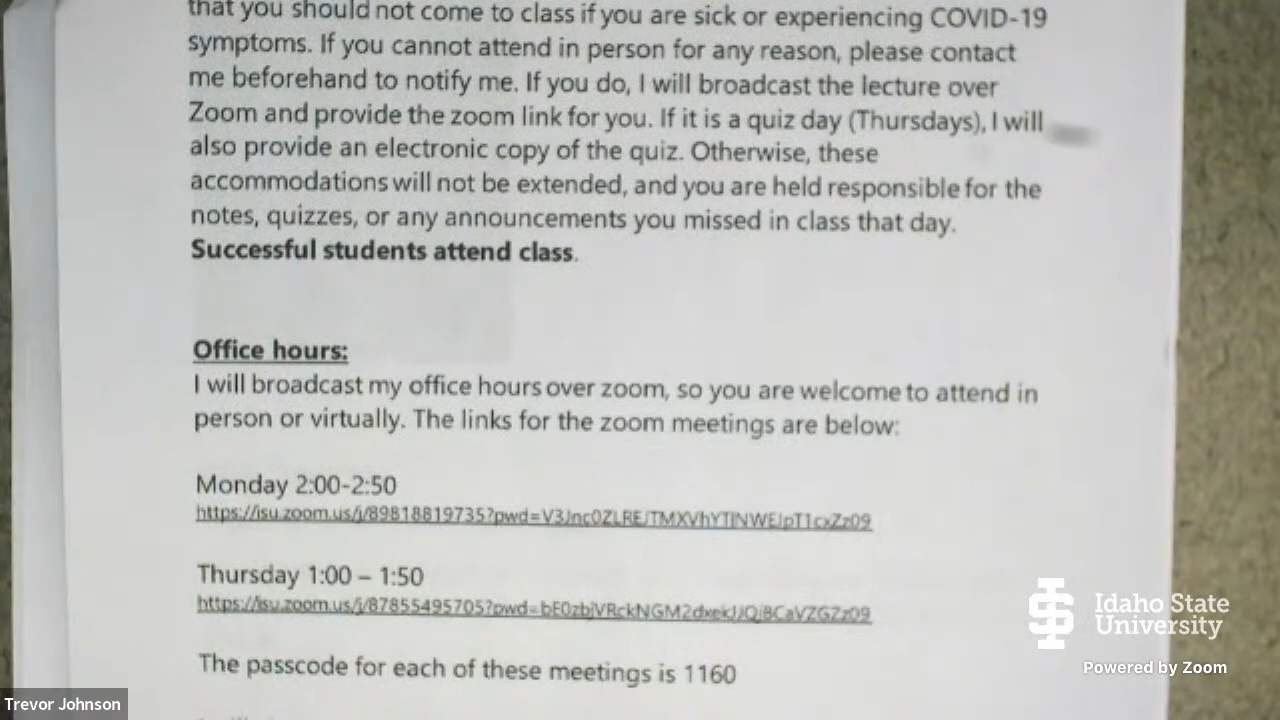 that you should not come to class if you are sick or experiencing COVID-19
symptoms. If you cannot attend in person for any reason, please contact
me beforehand to notify me. If you do, I will broadcast the lecture over
Zoom and provide the zoom link for you. If it is a quiz day (Thursdays), I will
also provide an electronic copy of the quiz. Otherwise, these
accommodations will not be extended, and you are held responsible for the
notes, quizzes, or any announcements you missed in class that day.
Successful students attend class.
Office hours:
I will broadcast my office hours over zoom, so you are welcome to attend in
person or virtually. The links for the zoom meetings are below:
Monday 2:00-2:50
Thursday 1:00 – 1:50
The passcode for each of these meetings is 1160
Idaho State
University
Powered by Zoom
Trevor Johnson